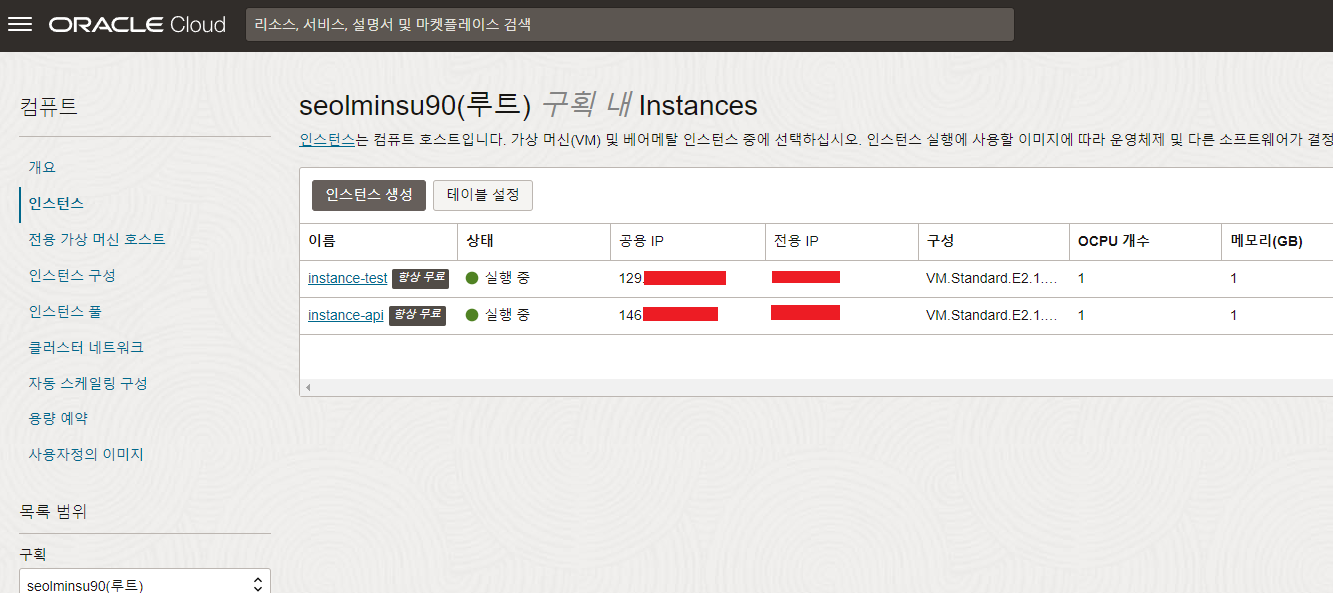 ORACLE Cloud
리소스, 서비스, 설명서 및 마켓플레이스 검색
컴퓨트
개요
인스턴스
전용 가상 머신 호스트
인스턴스 구성
인스턴스 풀
클러스터 네트워크
자동 스케일링 구성
용량 예약
사용자정의 이미지
목록 범위
구획
seolminsu90(루트)
seolminsu90(루트) 구획 내 Instances
인스턴스는 컴퓨트 호스트입니다. 가상 머신(VM) 및 베어메탈 인스턴스 중에 선택하십시오. 인스턴스 실행에 사용할 이미지에 따라 운영체제 및 다른 소프트웨어가 결정
인스턴스 생성 테이블 설정
이름 상태 공용 IP 전용 IP 구성 OCPU 개수 메모리(GB)
instance-test 항상 무료 실행 중 129. VM.Standard.E2.1.... 1 1
instance-api 항상 무료 실행 중 146 VM.Standard.E2.1.... 1 1